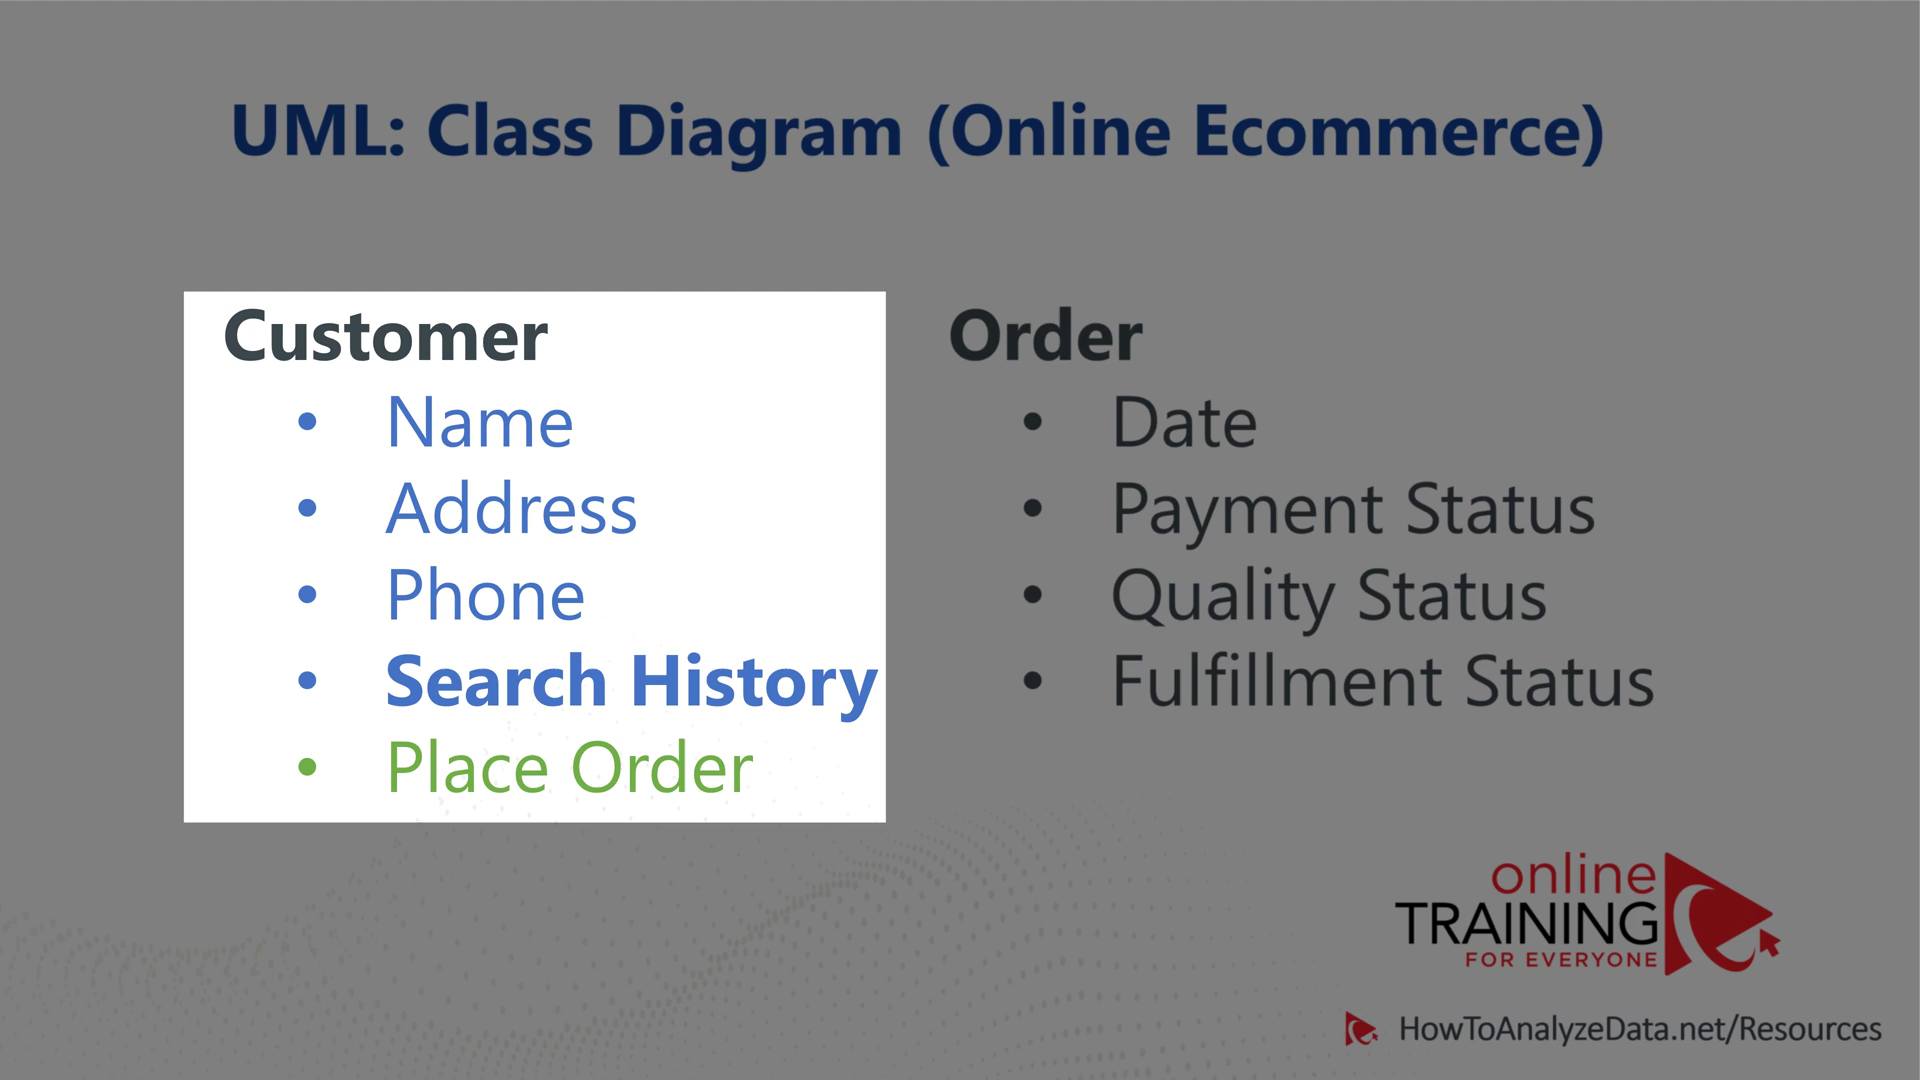 UML: Class Diagram (Online Ecommerce)
Customer
• Name
• Address
• Phone
• Search History
• Place Order
Order
• Date
• Payment Status
• Quality Status
• Fulfillment Status
online
TRAINING
FOR EVERYONE
HowToAnalyzeData.net/Resources